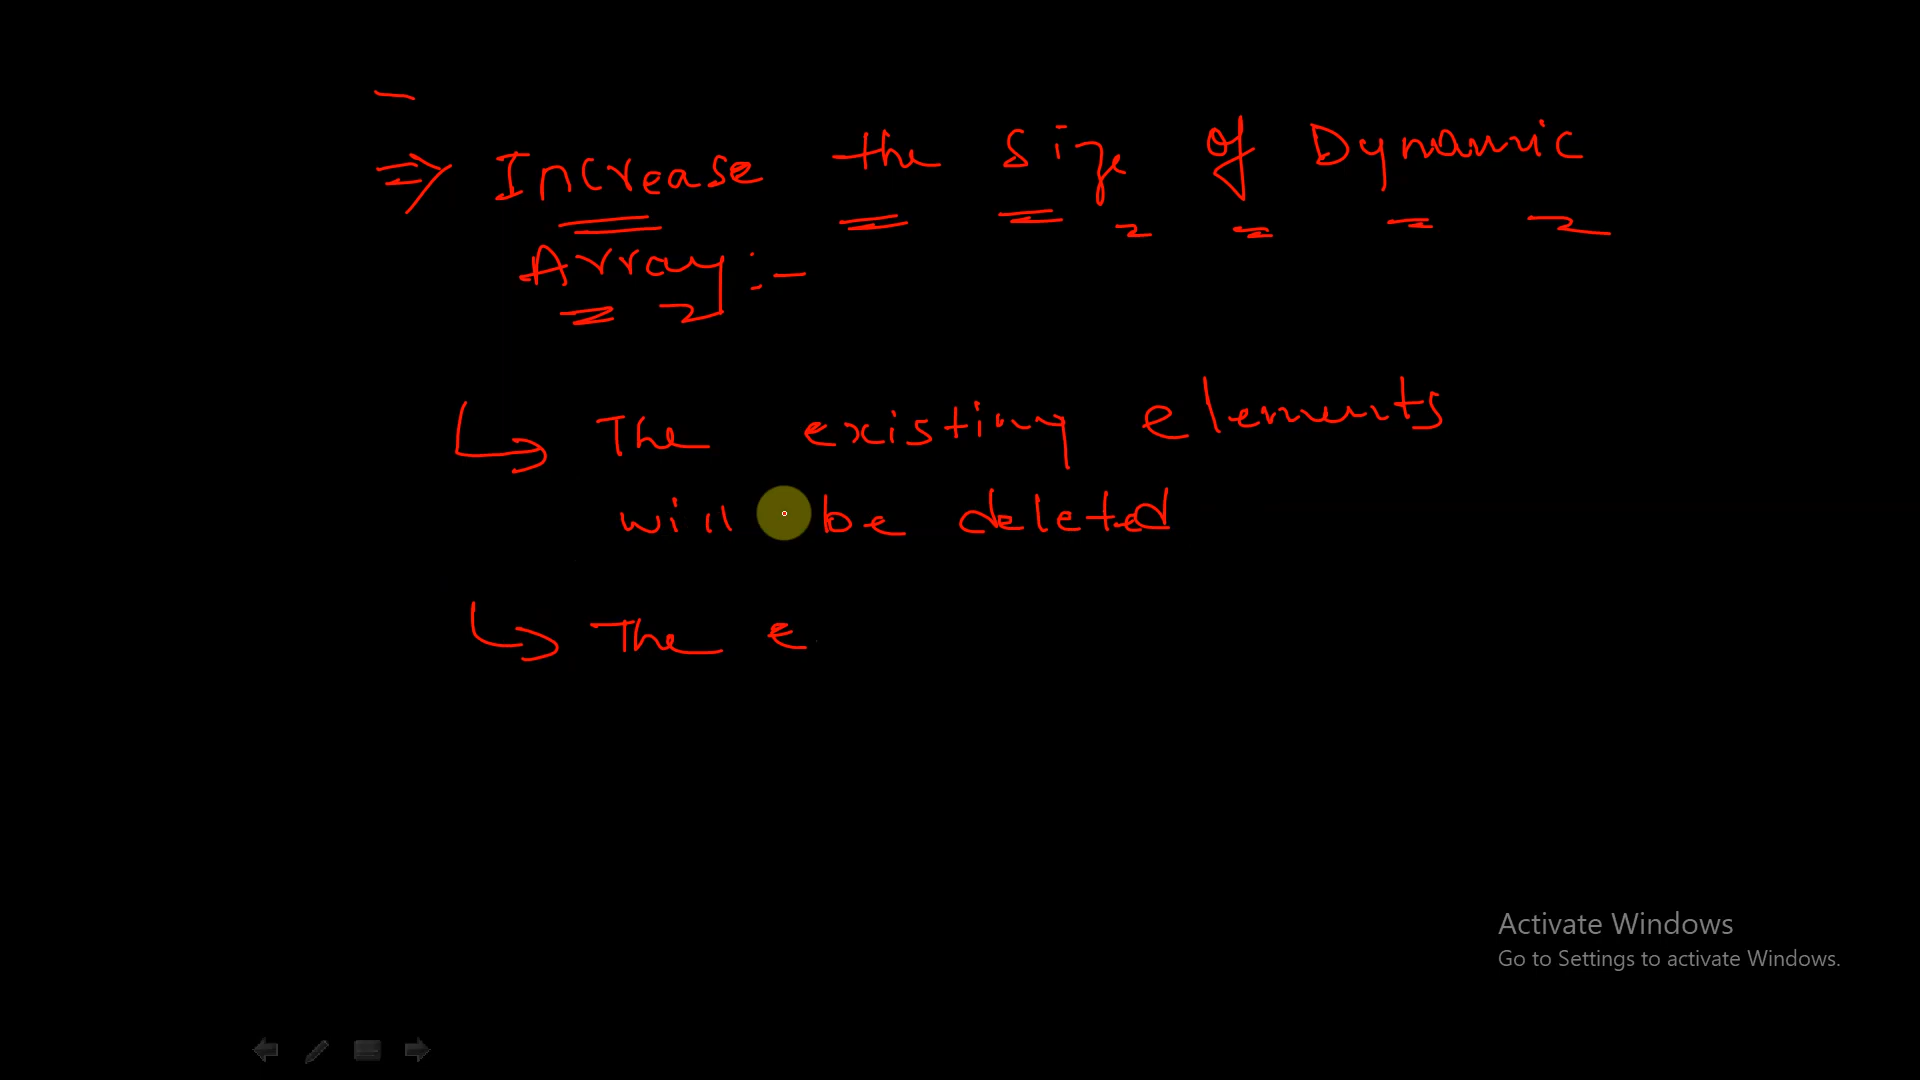 ⇒ Increase the Size of Dynamic
Array :-
↳ The existing elements
will be deleted
↳ The e
Activate Windows
Go to Settings to activate Windows.